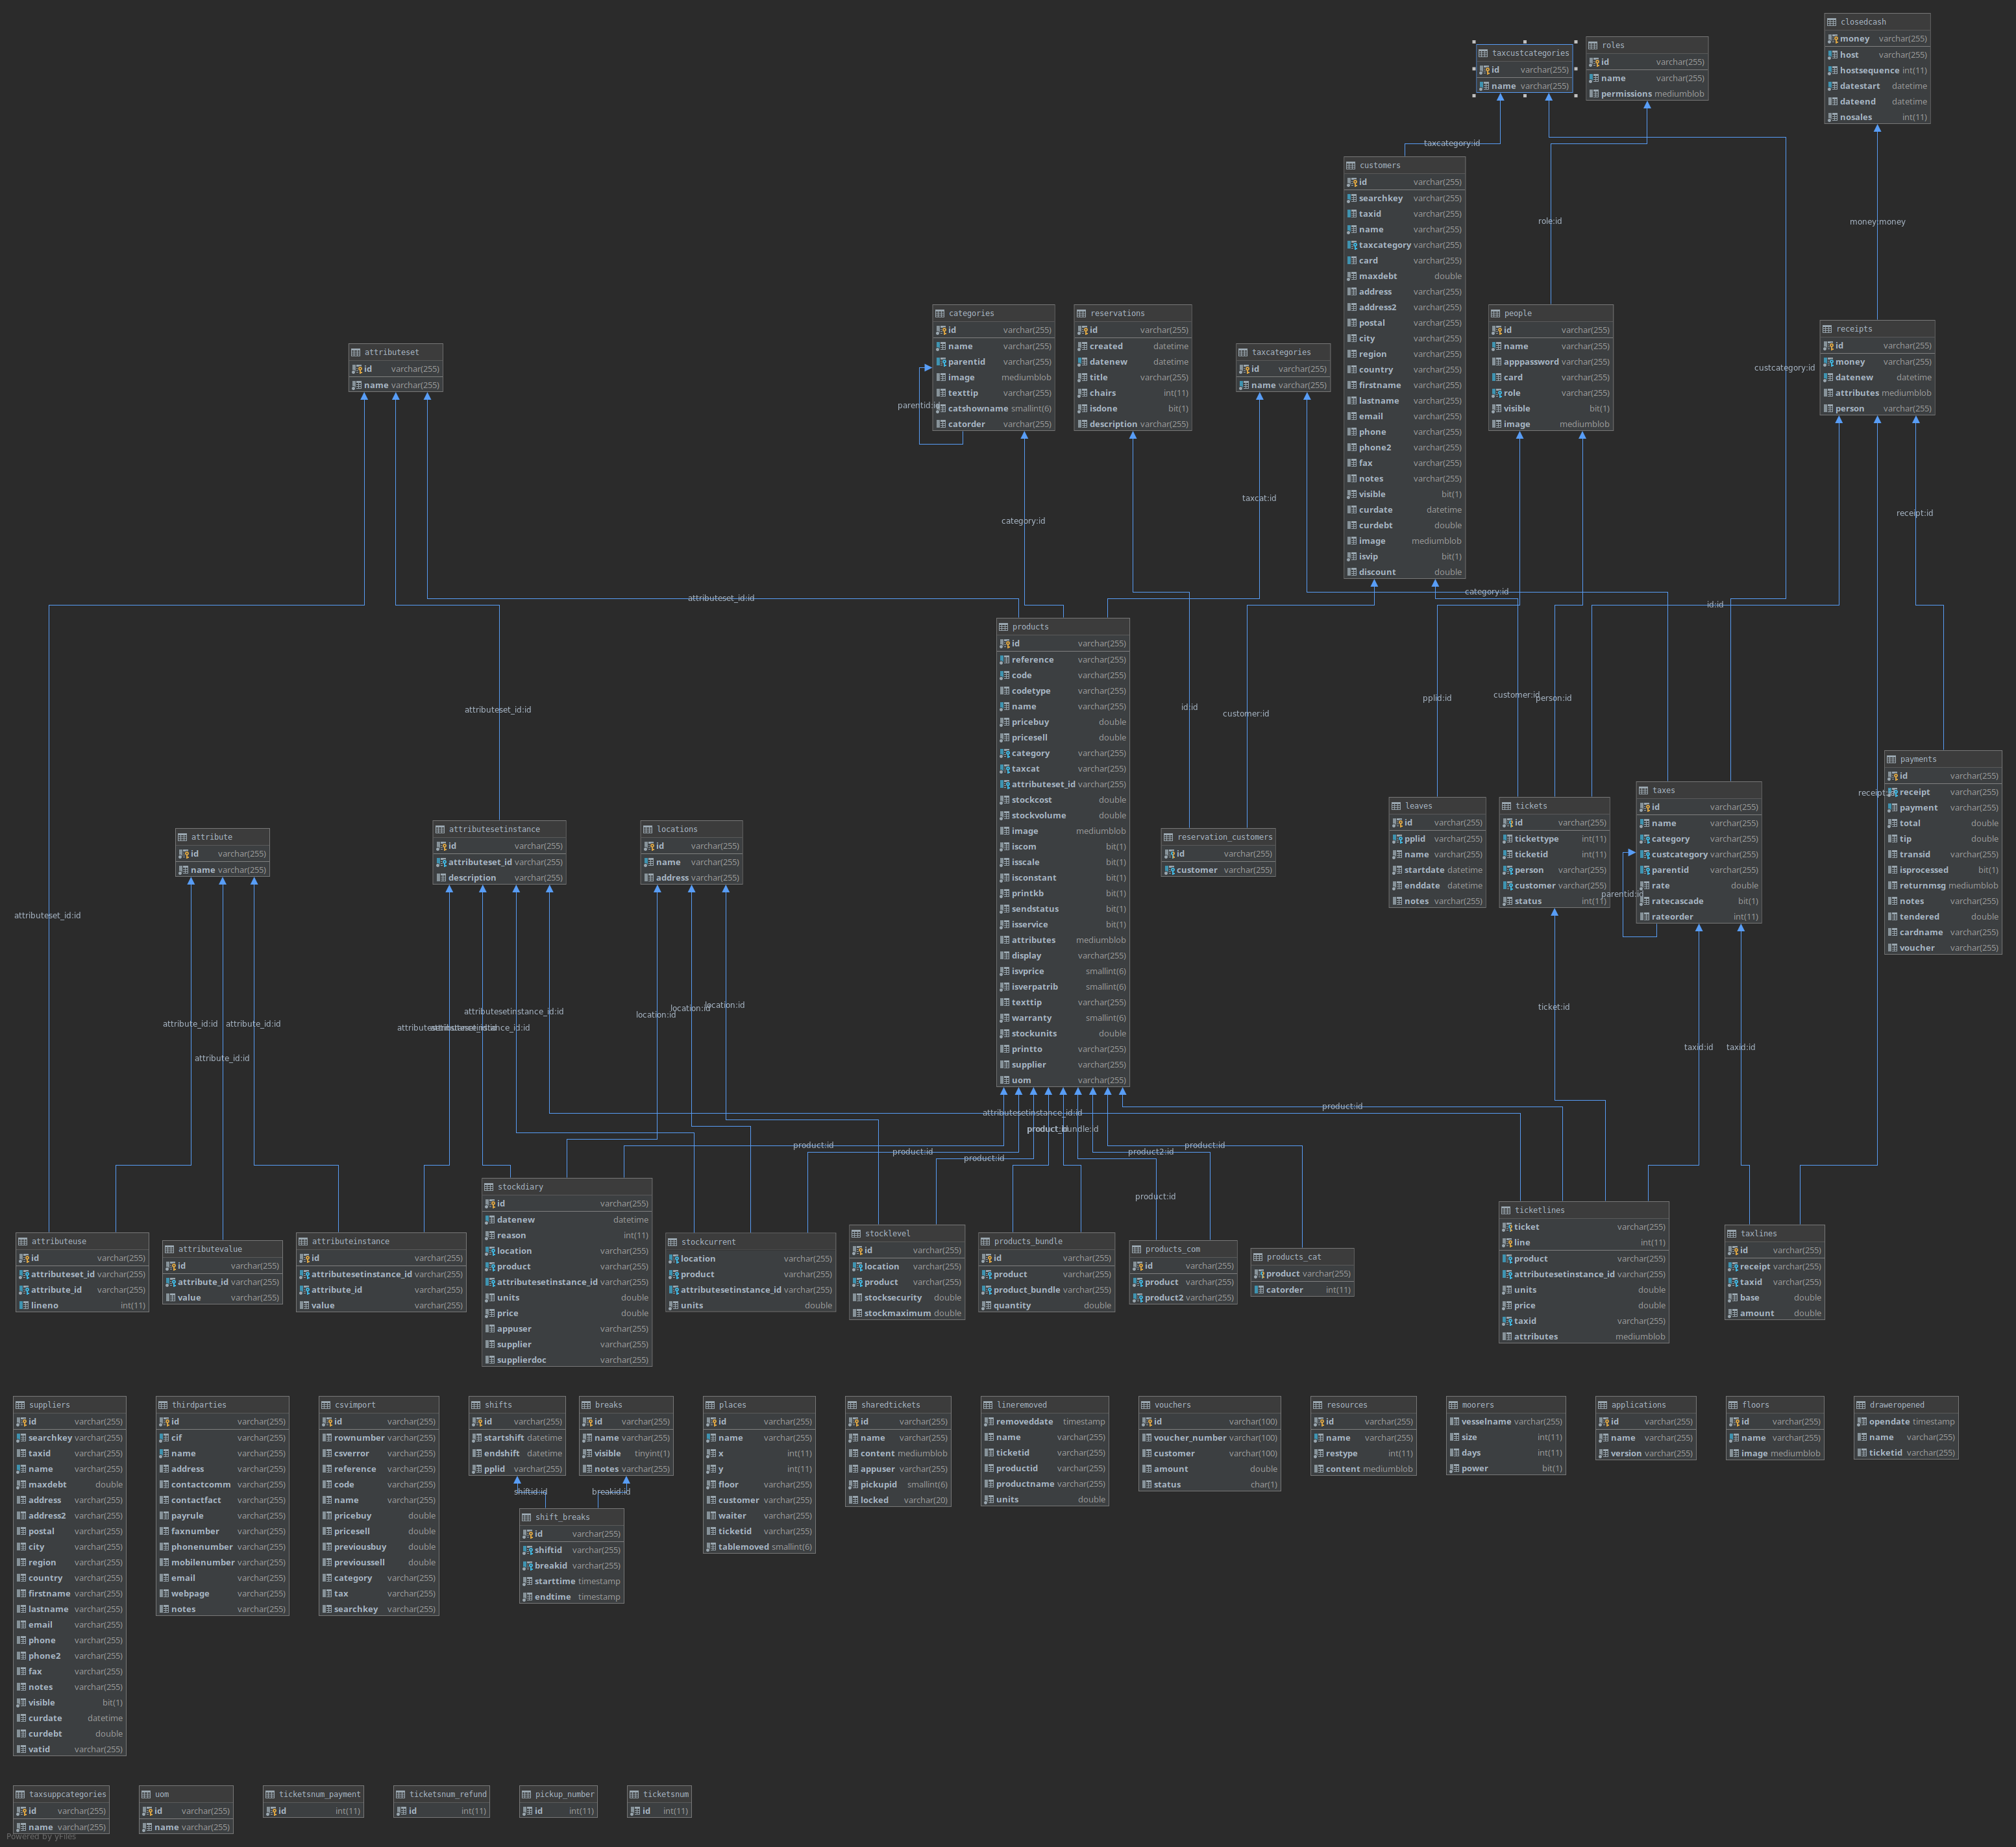 taxcustcategories
id varchar(255)
name varchar(255)
roles
id varchar(255)
name varchar(255)
permissions mediumblob
closedcash
money varchar(255)
host varchar(255)
hostsequence int(11)
datestart datetime
dateend datetime
nosales int(11)
taxcategory:id
role:id
money:money
customers
id varchar(255)
searchkey varchar(255)
taxid varchar(255)
name varchar(255)
taxcategory varchar(255)
card varchar(255)
maxdebt double
address varchar(255)
address2 varchar(255)
postal varchar(255)
city varchar(255)
region varchar(255)
country varchar(255)
firstname varchar(255)
lastname varchar(255)
email varchar(255)
phone varchar(255)
phone2 varchar(255)
fax varchar(255)
notes varchar(255)
visible bit(1)
curdate datetime
curdebt double
image mediumblob
isvip bit(1)
discount double
attributeset
id varchar(255)
name varchar(255)
categories
id varchar(255)
name varchar(255)
parentid varchar(255)
image mediumblob
texttip varchar(255)
catshowname smallint(6)
catorder varchar(255)
parentid:id
reservations
id varchar(255)
created datetime
datenew datetime
title varchar(255)
chairs int(11)
isdone bit(1)
description varchar(255)
taxcategories
id varchar(255)
name varchar(255)
people
id varchar(255)
name varchar(255)
apppassword varchar(255)
card varchar(255)
role varchar(255)
visible bit(1)
image mediumblob
custcategory:id
receipts
id varchar(255)
money varchar(255)
datenew datetime
attributes mediumblob
person varchar(255)
category:id
taxcat:id
receipt:id
attributeset_id:id
category:id
id:id
products
id varchar(255)
reference varchar(255)
code varchar(255)
codetype varchar(255)
name varchar(255)
pricebuy double
pricesell double
category varchar(255)
taxcat varchar(255)
attributeset_id varchar(255)
stockcost double
stockvolume double
image mediumblob
iscom bit(1)
isscale bit(1)
isconstant bit(1)
printkb bit(1)
sendstatus bit(1)
isservice bit(1)
attributes mediumblob
display varchar(255)
isvprice smallint(6)
isverpatrib smallint(6)
texttip varchar(255)
warranty smallint(6)
stockunits double
printto varchar(255)
supplier varchar(255)
uom varchar(255)
attributeset_id:id
id:id
customer:id
pplid:id
customer:id
person:id
attribute
id varchar(255)
name varchar(255)
attributesetinstance
id varchar(255)
attributeset_id varchar(255)
description varchar(255)
locations
id varchar(255)
name varchar(255)
address varchar(255)
reservation_customers
id varchar(255)
customer varchar(255)
leaves
id varchar(255)
pplid varchar(255)
name varchar(255)
startdate datetime
enddate datetime
notes varchar(255)
tickets
id varchar(255)
tickettype int(11)
ticketid int(11)
person varchar(255)
customer varchar(255)
status int(11)
taxes
id varchar(255)
name varchar(255)
category varchar(255)
custcategory varchar(255)
parentid varchar(255)
rate double
ratecascade bit(1)
rateorder int(11)
parentid:id
payments
id varchar(255)
receipt varchar(255)
payment varchar(255)
total double
tip double
transid varchar(255)
isprocessed bit(1)
returnmsg mediumblob
notes varchar(255)
tendered double
cardname varchar(255)
voucher varchar(255)
attributeset_id:id
attribute_id:id
attribute_id:id
attribute_id:id
attributesetinstance_id:id
location:id
location:id
location:id
ticket:id
taxid:id
taxid:id
attributesetinstance_id:id
product:id
product:id
product:id
product:id
product2:id
product:id
product:id
attributeuse
id varchar(255)
attributeset_id varchar(255)
attribute_id varchar(255)
lineno int(11)
attributevalue
id varchar(255)
attribute_id varchar(255)
value varchar(255)
attributeinstance
id varchar(255)
attributesetinstance_id varchar(255)
attribute_id varchar(255)
value varchar(255)
stockdiary
id varchar(255)
datenew datetime
reason int(11)
location varchar(255)
product varchar(255)
attributesetinstance_id varchar(255)
units double
price double
appuser varchar(255)
supplier varchar(255)
supplierdoc varchar(255)
stockcurrent
location varchar(255)
product varchar(255)
attributesetinstance_id varchar(255)
units double
stocklevel
id varchar(255)
location varchar(255)
product varchar(255)
stocksecurity double
stockmaximum double
products_bundle
id varchar(255)
product varchar(255)
product_bundle varchar(255)
quantity double
products_com
id varchar(255)
product varchar(255)
product2 varchar(255)
products_cat
product varchar(255)
catorder int(11)
ticketlines
ticket varchar(255)
line int(11)
product varchar(255)
attributesetinstance_id varchar(255)
units double
price double
taxid varchar(255)
attributes mediumblob
taxlines
id varchar(255)
receipt varchar(255)
taxid varchar(255)
base double
amount double
suppliers
id varchar(255)
searchkey varchar(255)
taxid varchar(255)
name varchar(255)
maxdebt double
address varchar(255)
address2 varchar(255)
postal varchar(255)
city varchar(255)
region varchar(255)
country varchar(255)
firstname varchar(255)
lastname varchar(255)
email varchar(255)
phone varchar(255)
phone2 varchar(255)
fax varchar(255)
notes varchar(255)
visible bit(1)
curdate datetime
curdebt double
vatid varchar(255)
thirdparties
id varchar(255)
cif varchar(255)
name varchar(255)
address varchar(255)
contactcomm varchar(255)
contactfact varchar(255)
payrule varchar(255)
faxnumber varchar(255)
phonenumber varchar(255)
mobilenumber varchar(255)
email varchar(255)
webpage varchar(255)
notes varchar(255)
csvimport
id varchar(255)
rownumber varchar(255)
csverror varchar(255)
reference varchar(255)
code varchar(255)
name varchar(255)
pricebuy double
pricesell double
previousbuy double
previoussell double
category varchar(255)
tax varchar(255)
searchkey varchar(255)
shifts
id varchar(255)
startshift datetime
endshift datetime
pplid varchar(255)
breaks
id varchar(255)
name varchar(255)
visible tinyint(1)
notes varchar(255)
shiftid:id
breakid:id
shift_breaks
id varchar(255)
shiftid varchar(255)
breakid varchar(255)
starttime timestamp
endtime timestamp
places
id varchar(255)
name varchar(255)
x int(11)
y int(11)
floor varchar(255)
customer varchar(255)
waiter varchar(255)
ticketid varchar(255)
tablemoved smallint(6)
sharedtickets
id varchar(255)
name varchar(255)
content mediumblob
appuser varchar(255)
pickupid smallint(6)
locked varchar(20)
lineremoved
removeddate timestamp
name varchar(255)
ticketid varchar(255)
productid varchar(255)
productname varchar(255)
units double
vouchers
id varchar(100)
voucher_number varchar(100)
customer varchar(100)
amount double
status char(1)
resources
id varchar(255)
name varchar(255)
restype int(11)
content mediumblob
moorers
vesselname varchar(255)
size int(11)
days int(11)
power bit(1)
applications
id varchar(255)
name varchar(255)
version varchar(255)
floors
id varchar(255)
name varchar(255)
image mediumblob
draweropened
opendate timestamp
name varchar(255)
ticketid varchar(255)
taxsuppcategories
id varchar(255)
name varchar(255)
uom
id varchar(255)
name varchar(255)
ticketsnum_payment
id int(11)
ticketsnum_refund
id int(11)
pickup_number
id int(11)
ticketsnum
id int(11)
Powered by yFiles